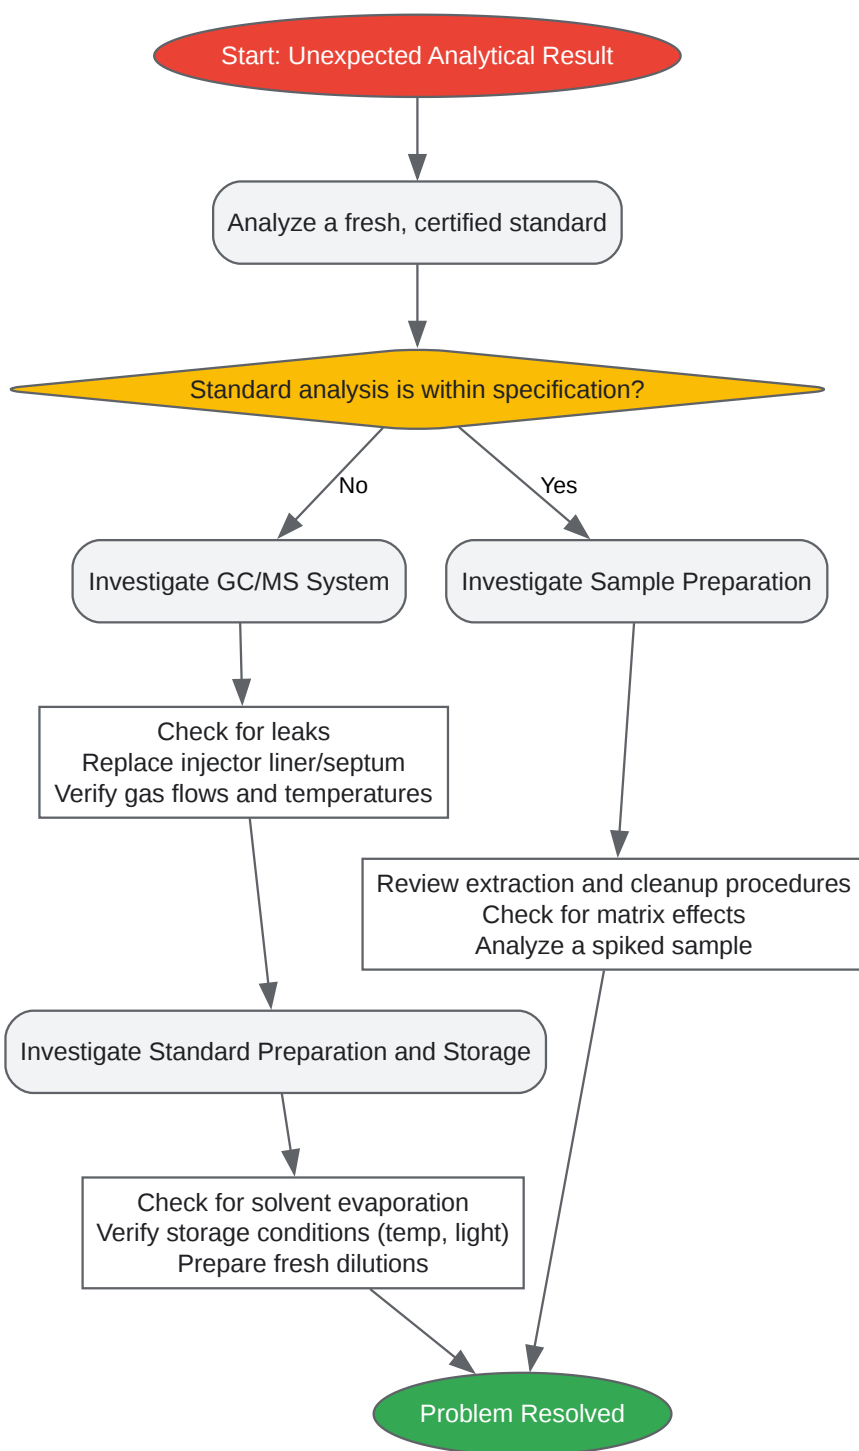 Start: Unexpected Analytical Result
Analyze a fresh, certified standard
Standard analysis is within specification?
No
Yes
Investigate GC/MS System
Investigate Sample Preparation
Check for leaks
Replace injector liner/septum
Verify gas flows and temperatures
Review extraction and cleanup procedures
Check for matrix effects
Analyze a spiked sample
Investigate Standard Preparation and Storage
Check for solvent evaporation
Verify storage conditions (temp, light)
Prepare fresh dilutions
Problem Resolved